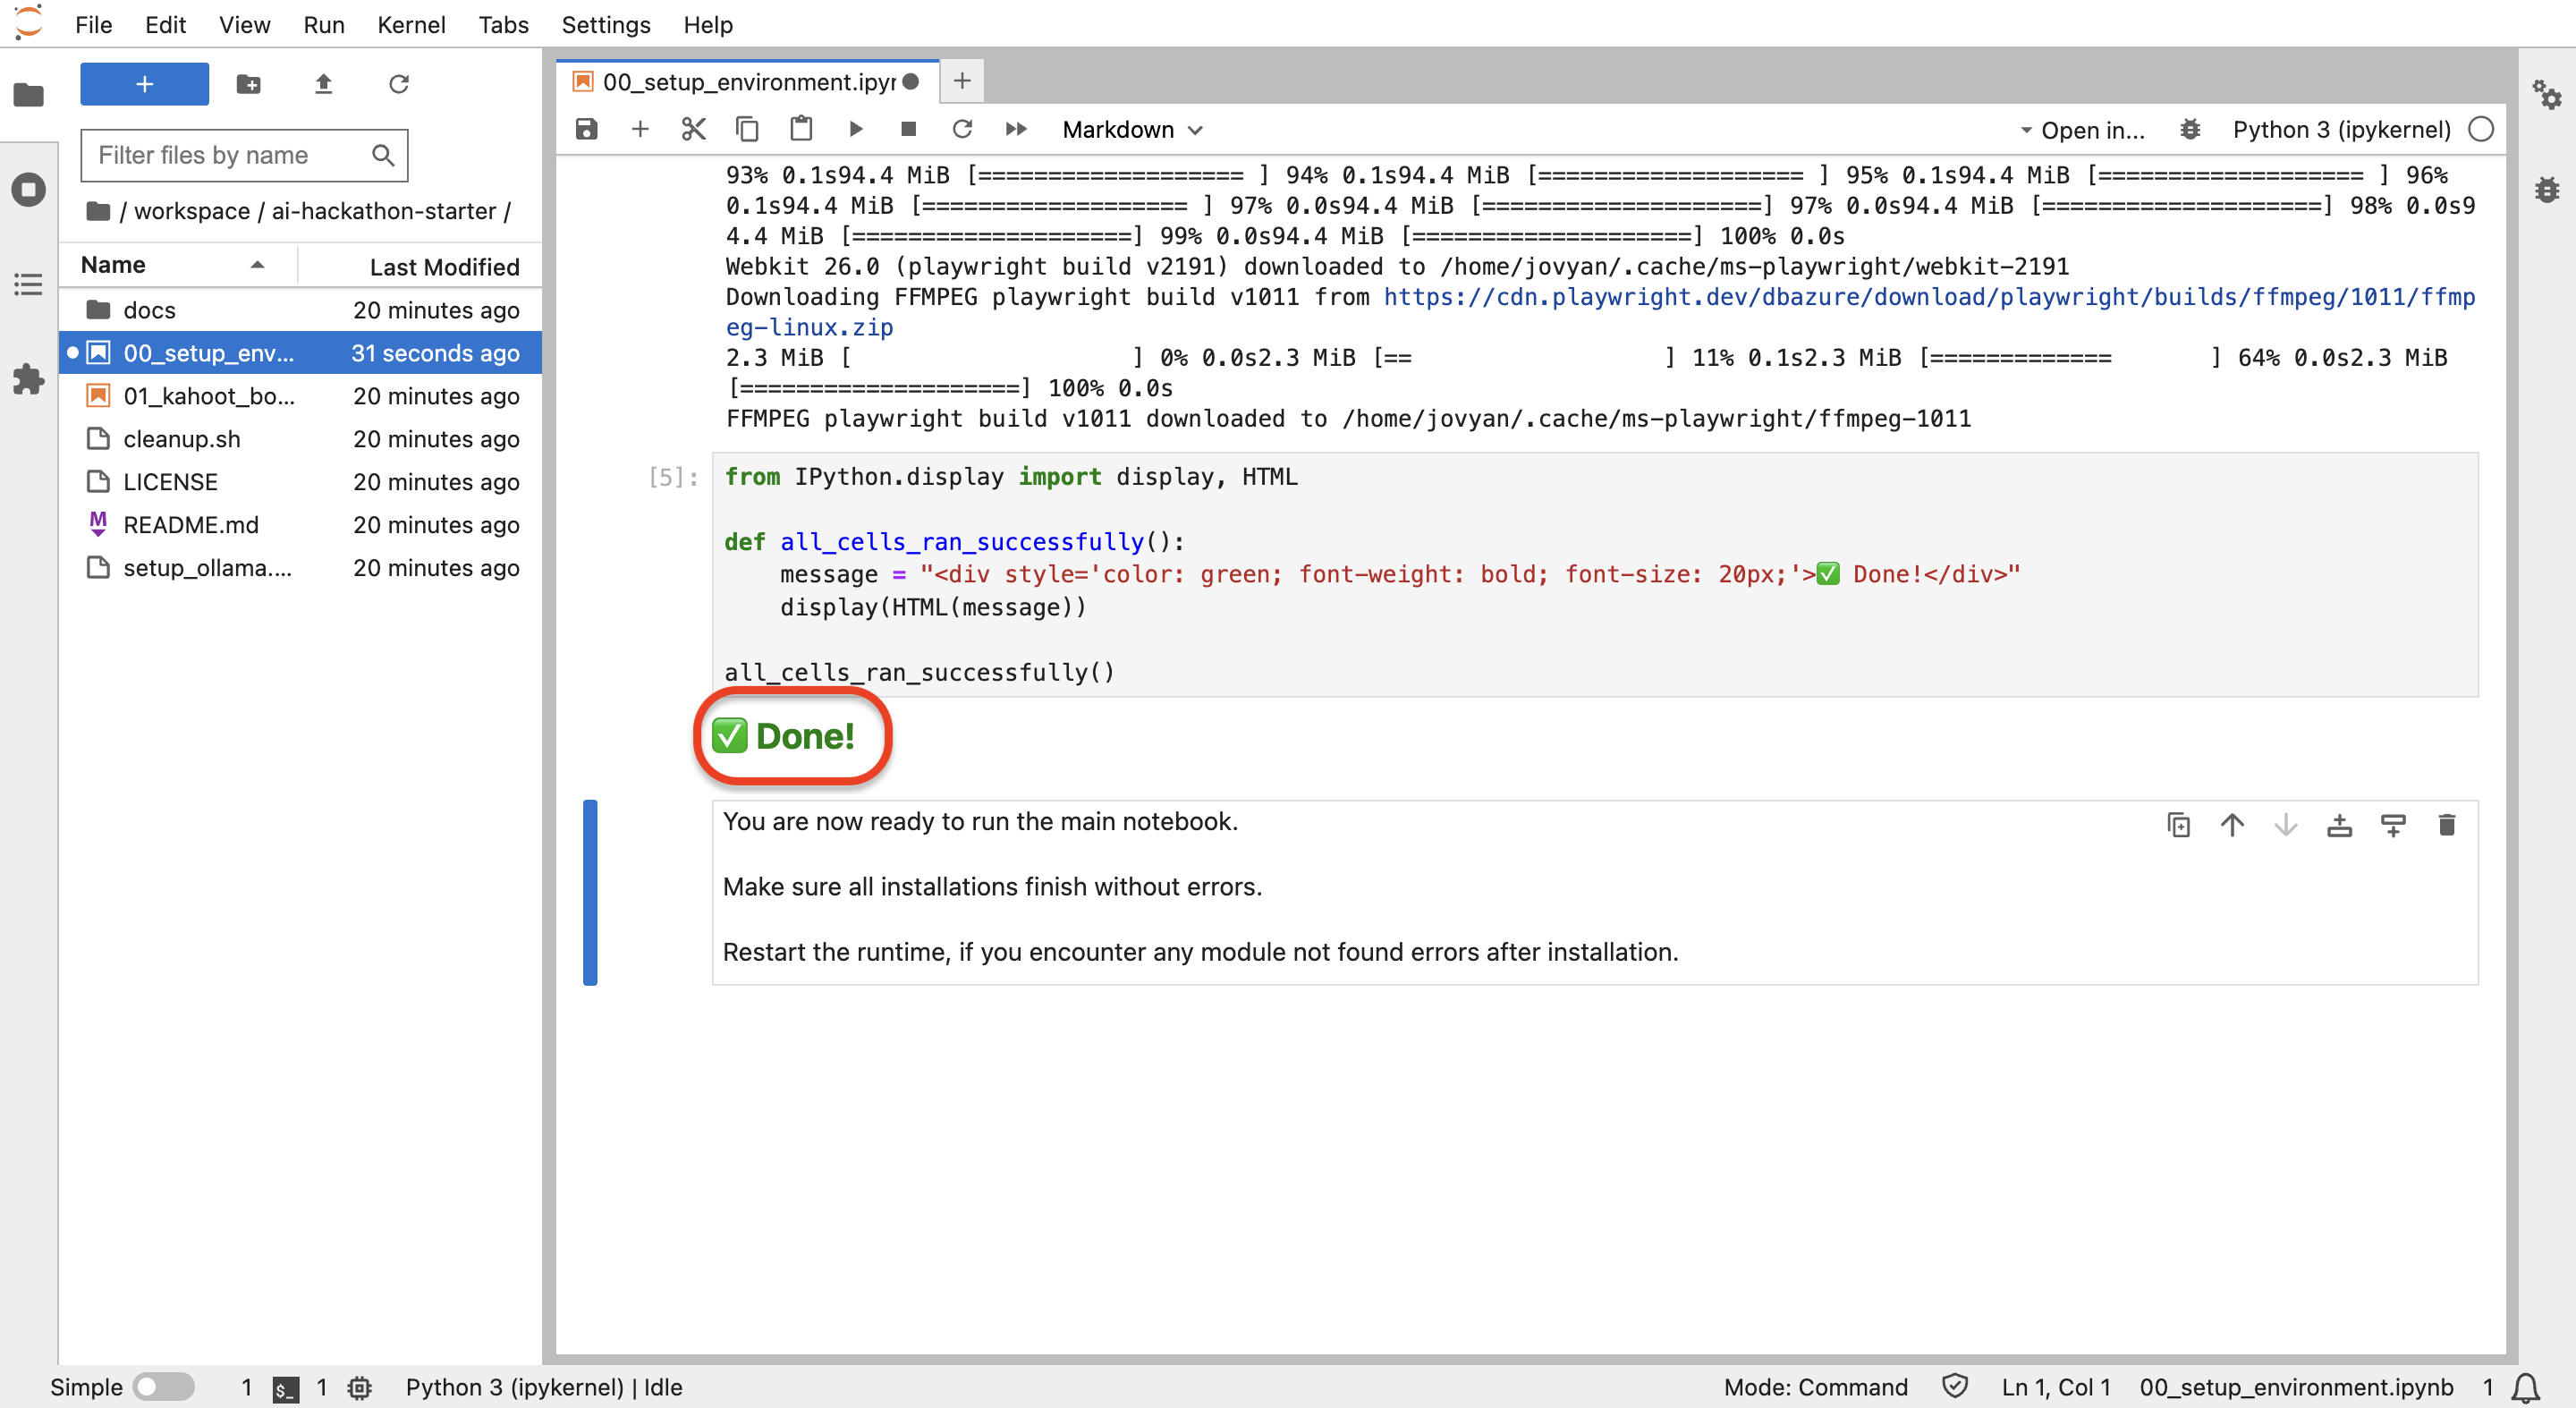 File Edit View Run Kernel Tabs Settings Help
Filter files by name
/ workspace / ai-hackathon-starter /
Name Last Modified
docs 20 minutes ago
00_setup_env... 31 seconds ago
01_kahoot_bo... 20 minutes ago
cleanup.sh 20 minutes ago
LICENSE 20 minutes ago
README.md 20 minutes ago
setup_ollama.... 20 minutes ago
00_setup_environment.ipyr
Markdown
Open in...
Python 3 (ipykernel)
93% 0.1s94.4 MiB [=================== ] 94% 0.1s94.4 MiB [=================== ] 95% 0.1s94.4 MiB [=================== ] 96%
0.1s94.4 MiB [=================== ] 97% 0.0s94.4 MiB [====================] 97% 0.0s94.4 MiB [====================] 98% 0.0s9
4.4 MiB [====================] 99% 0.0s94.4 MiB [====================] 100% 0.0s
Webkit 26.0 (playwright build v2191) downloaded to /home/jovyan/.cache/ms-playwright/webkit-2191
Downloading FFMPEG playwright build v1011 from https://cdn.playwright.dev/dbazure/download/playwright/builds/ffmpeg/1011/ffmp
eg-linux.zip
2.3 MiB [                    ] 0% 0.0s2.3 MiB [==                  ] 11% 0.1s2.3 MiB [=============       ] 64% 0.0s2.3 MiB
[====================] 100% 0.0s
FFMPEG playwright build v1011 downloaded to /home/jovyan/.cache/ms-playwright/ffmpeg-1011
[5]:
from IPython.display import display, HTML
def all_cells_ran_successfully():
    message = "<div style='color: green; font-weight: bold; font-size: 20px;'>✅ Done!</div>"
    display(HTML(message))
all_cells_ran_successfully()
✅ Done!
You are now ready to run the main notebook.
Make sure all installations finish without errors.
Restart the runtime, if you encounter any module not found errors after installation.
Simple 1 $_ 1 Python 3 (ipykernel) | Idle Mode: Command Ln 1, Col 1 00_setup_environment.ipynb 1